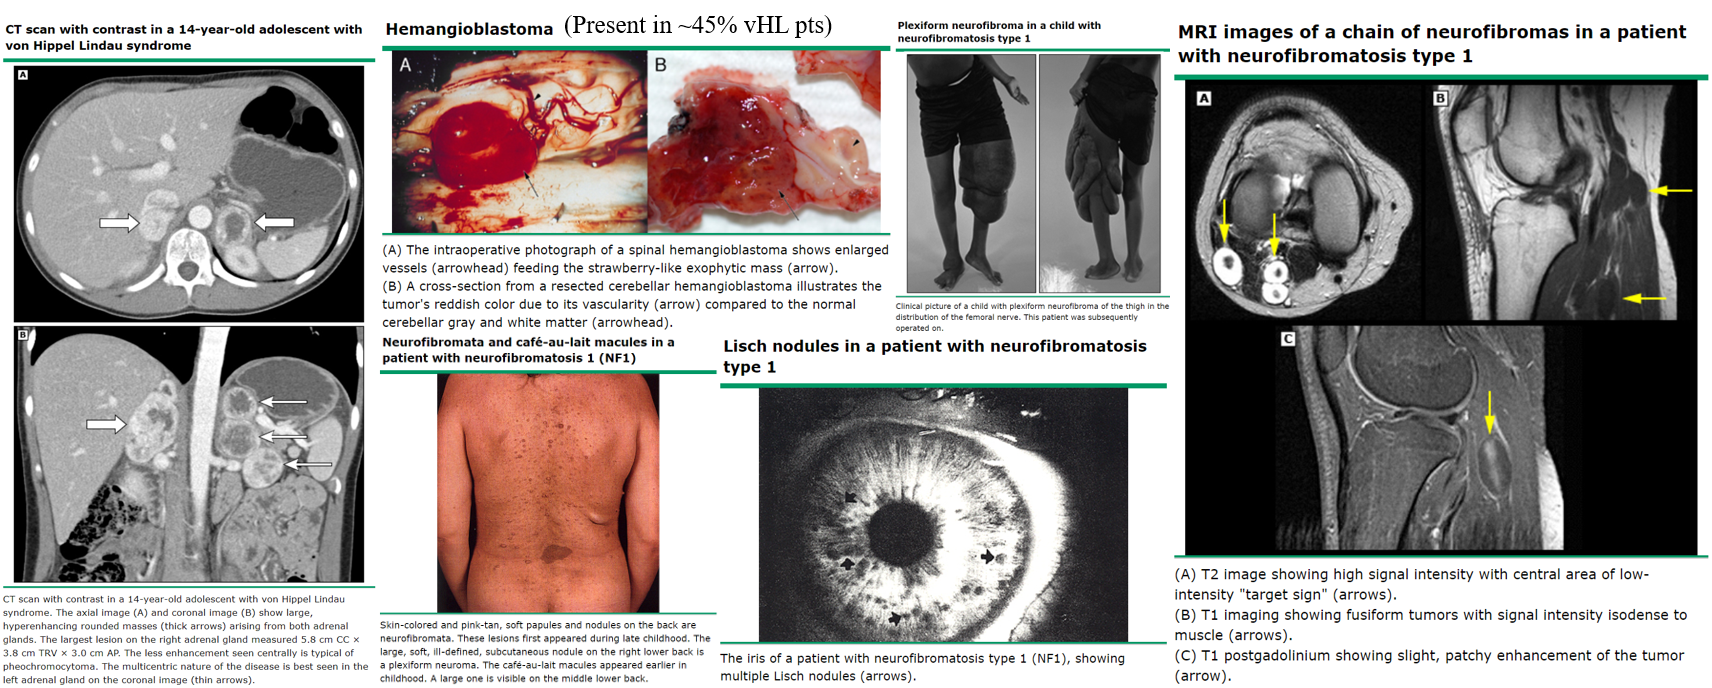 CT scan with contrast in a 14-year-old adolescent with
von Hippel Lindau syndrome
A
B
CT scan with contrast in a 14-year-old adolescent with von Hippel Lindau
syndrome. The axial image (A) and coronal image (B) show large,
hyperenhancing rounded masses (thick arrows) arising from both adrenal
glands. The largest lesion on the right adrenal gland measured 5.8 cm CC ×
3.8 cm TRV × 3.0 cm AP. The less enhancement seen centrally is typical of
pheochromocytoma. The multicentric nature of the disease is best seen in the
left adrenal gland on the coronal image (thin arrows).
Hemangioblastoma (Present in ~45% vHL pts)
A
B
(A) The intraoperative photograph of a spinal hemangioblastoma shows enlarged
vessels (arrowhead) feeding the strawberry-like exophytic mass (arrow).
(B) A cross-section from a resected cerebellar hemangioblastoma illustrates the
tumor's reddish color due to its vascularity (arrow) compared to the normal
cerebellar gray and white matter (arrowhead).
Plexiform neurofibroma in a child with
neurofibromatosis type 1
Clinical picture of a child with plexiform neurofibroma of the thigh in the
distribution of the femoral nerve. This patient was subsequently
operated on.
Neurofibromata and café-au-lait macules in a
patient with neurofibromatosis 1 (NF1)
Skin-colored and pink-tan, soft papules and nodules on the back are
neurofibromata. These lesions first appeared during late childhood. The
large, soft, ill-defined, subcutaneous nodule on the right lower back is
a plexiform neuroma. The café-au-lait macules appeared earlier in
childhood. A large one is visible on the middle lower back.
Lisch nodules in a patient with neurofibromatosis
type 1
The iris of a patient with neurofibromatosis type 1 (NF1), showing
multiple Lisch nodules (arrows).
MRI images of a chain of neurofibromas in a patient
with neurofibromatosis type 1
A
B
C
(A) T2 image showing high signal intensity with central area of low-
intensity "target sign" (arrows).
(B) T1 imaging showing fusiform tumors with signal intensity isodense to
muscle (arrows).
(C) T1 postgadolinium showing slight, patchy enhancement of the tumor
(arrow).